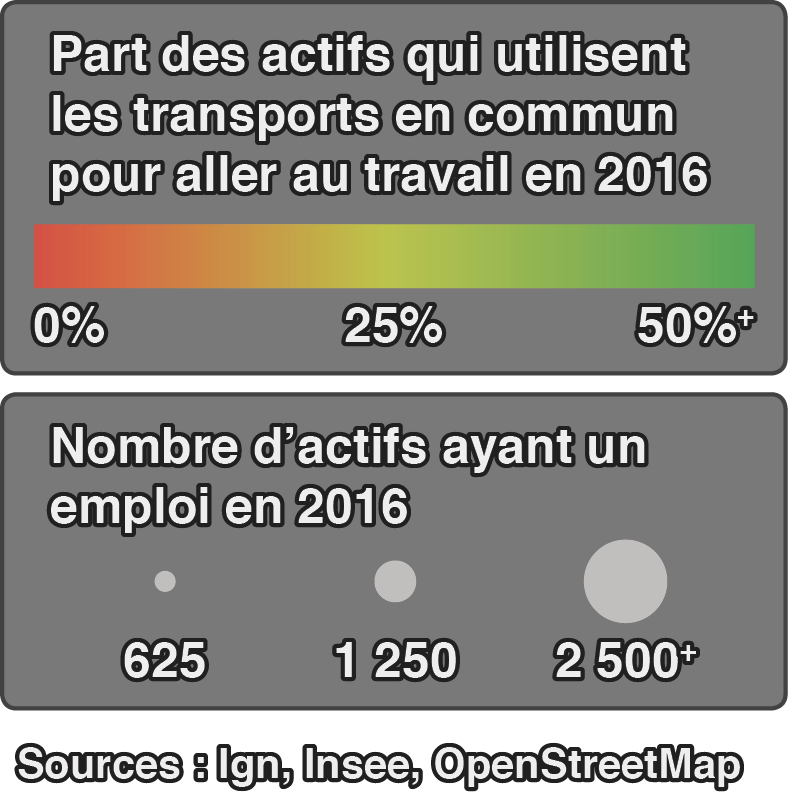 Part des actifs qui utilisent
les transports en commun
pour aller au travail en 2016
0% 25% 50%⁺
Nombre d’actifs ayant un
emploi en 2016
625 1 250 2 500⁺
Sources : Ign, Insee, OpenStreetMap